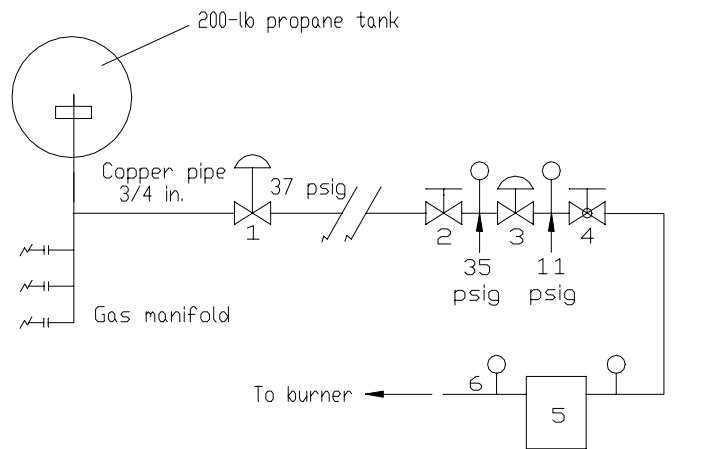 200-lb propane tank
Copper pipe
3/4 in.
37 psig
1
2
3
4
35
psig
11
psig
Gas manifold
To burner
6
5